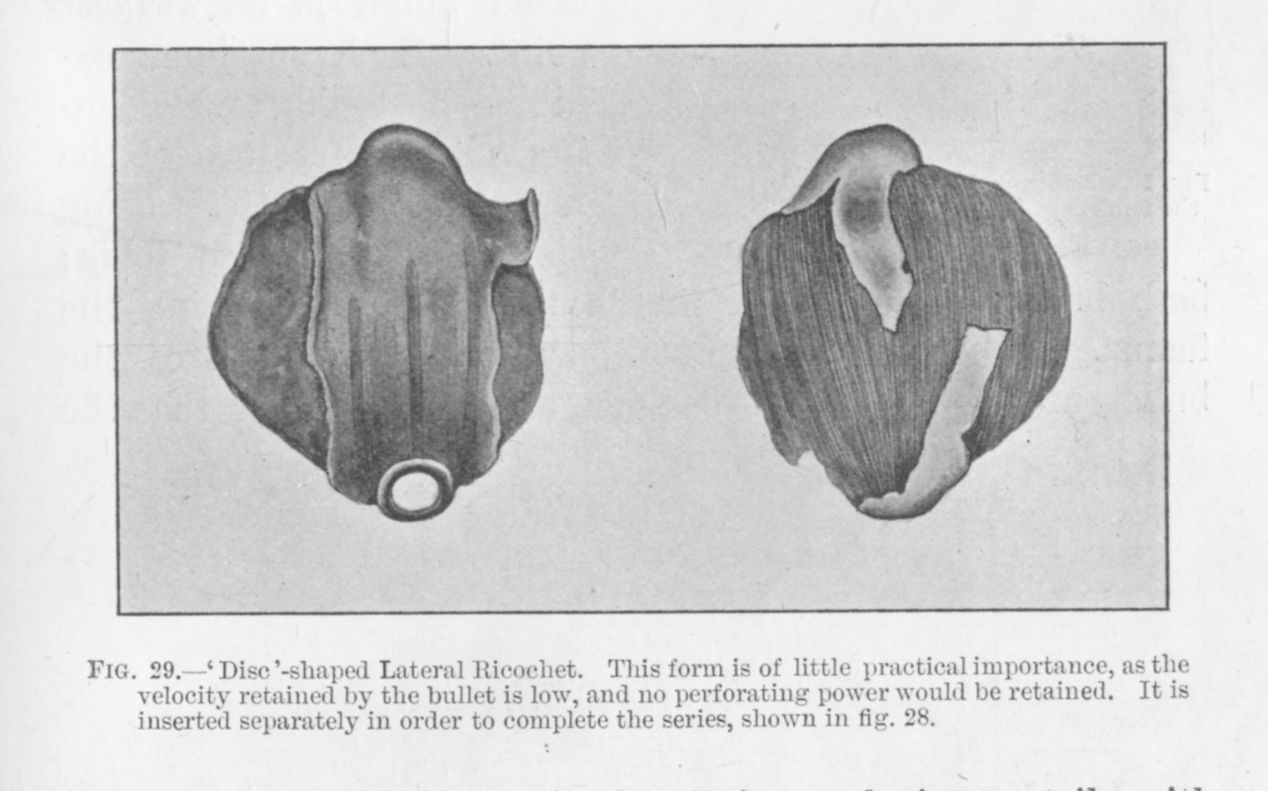 FIG. 29.—‘Disc’-shaped Lateral Ricochet. This form is of little practical importance, as the
velocity retained by the bullet is low, and no perforating power would be retained. It is
inserted separately in order to complete the series, shown in fig. 28.